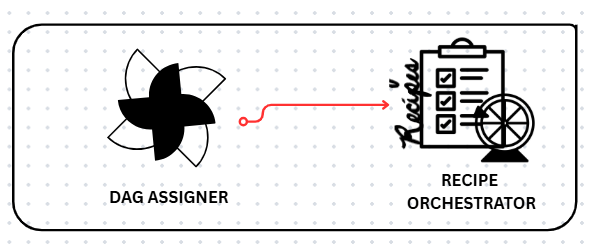 Recipes
DAG ASSIGNER
RECIPE
ORCHESTRATOR